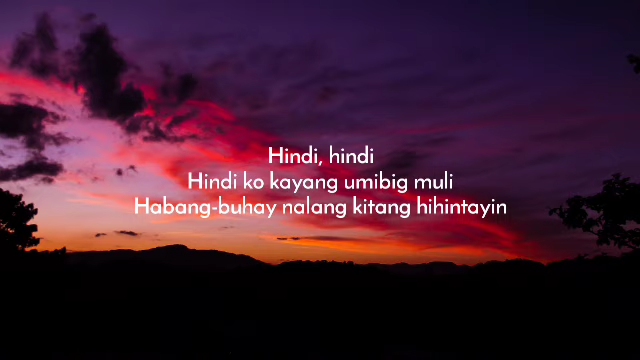 Hindi, hindi
Hindi ko kayang umibig muli
Habang-buhay nalang kitang hihintayin